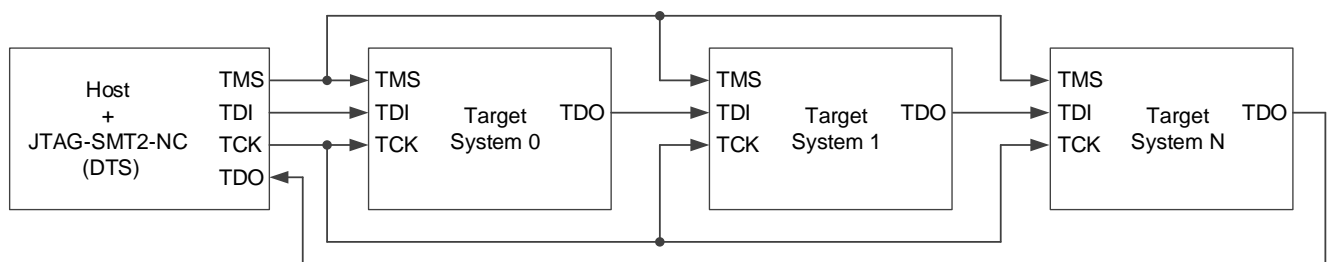 Host
+
JTAG-SMT2-NC
(DTS)
TMS
TDI
TCK
TDO
TMS
TDI
TCK
Target
System 0
TDO
TMS
TDI
TCK
Target
System 1
TDO
TMS
TDI
TCK
Target
System N
TDO